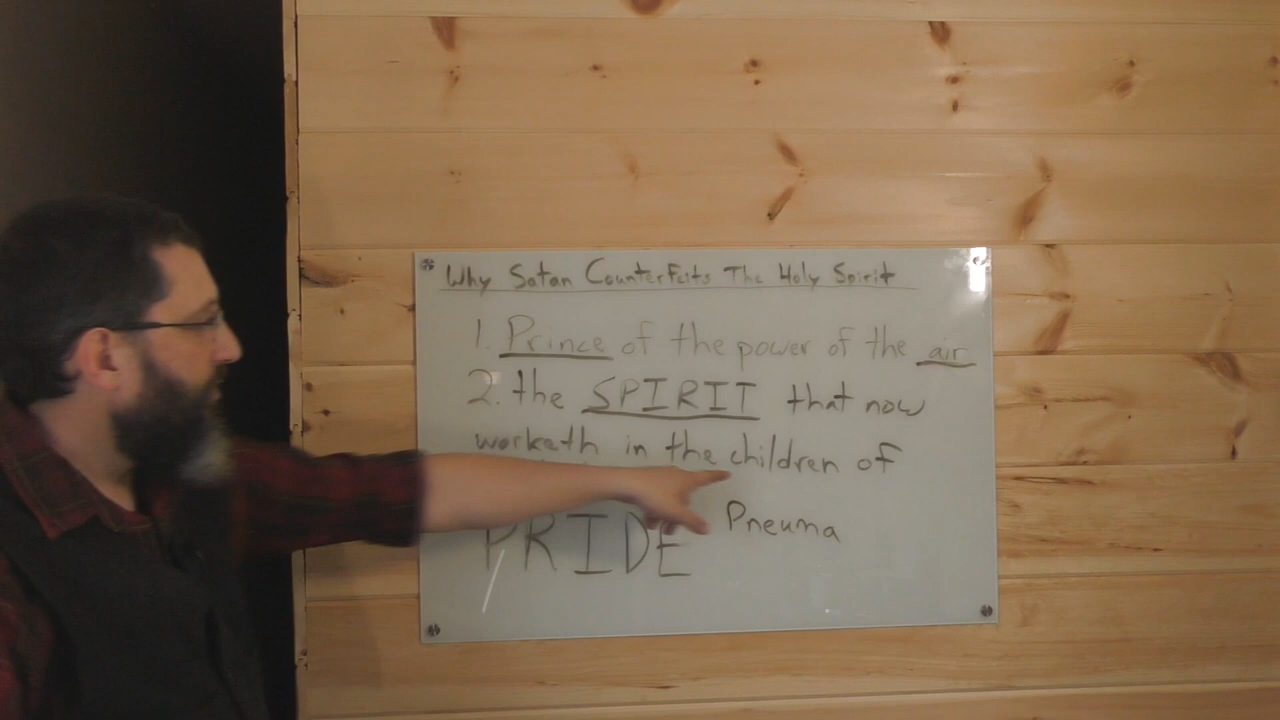 Why Satan Counterfeits The Holy Spirit
1. Prince of the power of the air
2. the SPIRIT that now
worketh in the children of
PRIDE Pneuma